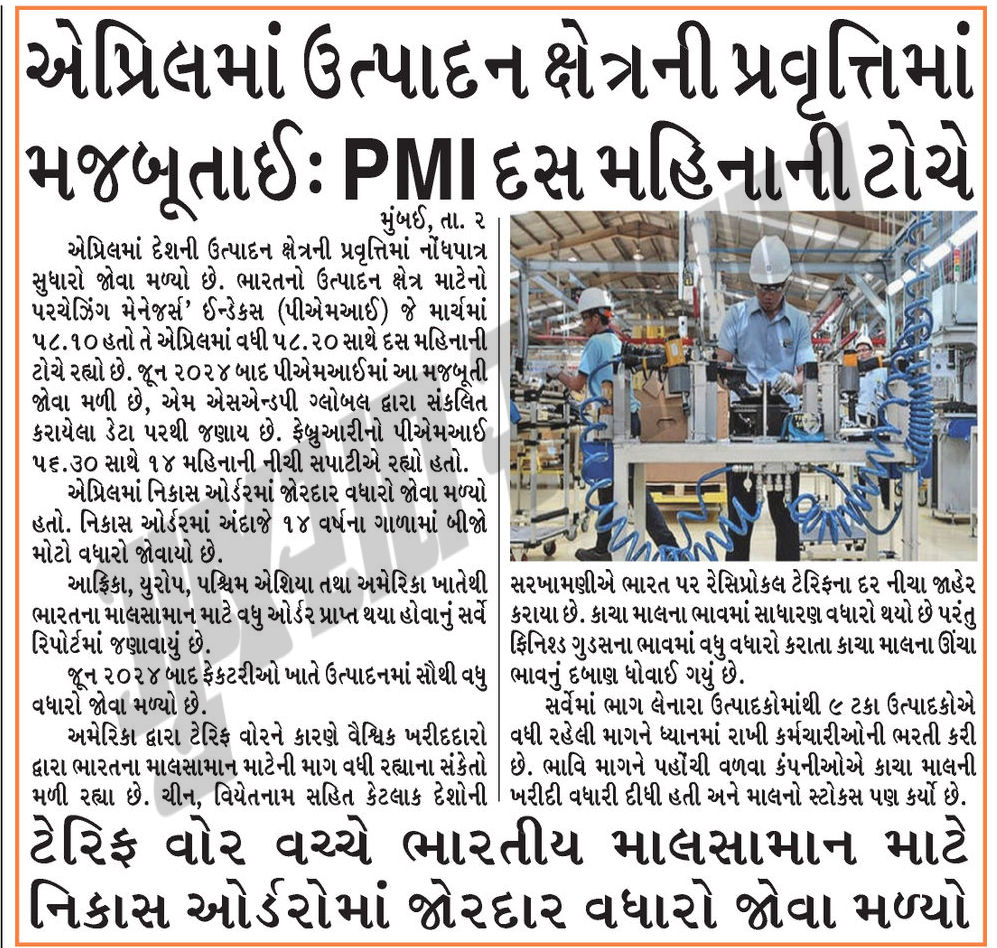 એપ્રિલમાં ઉત્પાદન ક્ષેત્રની પ્રવૃત્તિમાં
મજબૂતાઈ: PMI દસ મહિનાની ટોચે
મુંબઈ, તા. ૨
એપ્રિલમાં દેશની ઉત્પાદન ક્ષેત્રની પ્રવૃત્તિમાં નોંધપાત્ર
સુધારો જોવા મળ્યો છે. ભારતનો ઉત્પાદન ક્ષેત્ર માટેનો
પરચેઝિંગ મેનેજર્સ’ ઈન્ડેકસ (પીએમઆઈ) જે માર્ચમાં
૫૮.૧૦ હતો તે એપ્રિલમાં વધી ૫૮.૨૦ સાથે દસ મહિનાની
ટોચે રહ્યો છે. જૂન ૨૦૨૪ બાદ પીએમઆઈમાં આ મજબૂતી
જોવા મળી છે, એમ એસએન્ડપી ગ્લોબલ દ્વારા સંકલિત
કરાયેલા ડેટા પરથી જણાય છે. ફેબ્રુઆરીનો પીએમઆઈ
૫૬.૩૦ સાથે ૧૪ મહિનાની નીચી સપાટીએ રહ્યો હતો.
એપ્રિલમાં નિકાસ ઓર્ડરમાં જોરદાર વધારો જોવા મળ્યો
હતો. નિકાસ ઓર્ડરમાં અંદાજે ૧૪ વર્ષના ગાળામાં બીજો
મોટો વધારો જોવાયો છે.
આફ્રિકા, યુરોપ, પશ્ચિમ એશિયા તથા અમેરિકા ખાતેથી
ભારતના માલસામાન માટે વધુ ઓર્ડર પ્રાપ્ત થયા હોવાનું સર્વે
રિપોર્ટમાં જણાવાયું છે.
જૂન ૨૦૨૪ બાદ ફેકટરીઓ ખાતે ઉત્પાદનમાં સૌથી વધુ
વધારો જોવા મળ્યો છે.
અમેરિકા દ્વારા ટેરિફ વોરને કારણે વૈશ્વિક ખરીદદારો
દ્વારા ભારતના માલસામાન માટેની માગ વધી રહ્યાના સંકેતો
મળી રહ્યા છે. ચીન, વિયેતનામ સહિત કેટલાક દેશોની
સરખામણીએ ભારત પર રેસિપ્રોકલ ટેરિફના દર નીચા જાહેર
કરાયા છે. કાચા માલના ભાવમાં સાધારણ વધારો થયો છે પરંતુ
ફિનિશ્ડ ગુડસના ભાવમાં વધુ વધારો કરાતા કાચા માલના ઊંચા
ભાવનું દબાણ ધોવાઈ ગયું છે.
સર્વેમાં ભાગ લેનારા ઉત્પાદકોમાંથી ૯ ટકા ઉત્પાદકોએ
વધી રહેલી માગને ધ્યાનમાં રાખી કર્મચારીઓની ભરતી કરી
છે. ભાવિ માગને પહોંચી વળવા કંપનીઓએ કાચા માલની
ખરીદી વધારી દીધી હતી અને માલનો સ્ટોકસ પણ કર્યો છે.
ટેરિફ વોર વચ્ચે ભારતીય માલસામાન માટે
નિકાસ ઓર્ડરોમાં જોરદાર વધારો જોવા મળ્યો